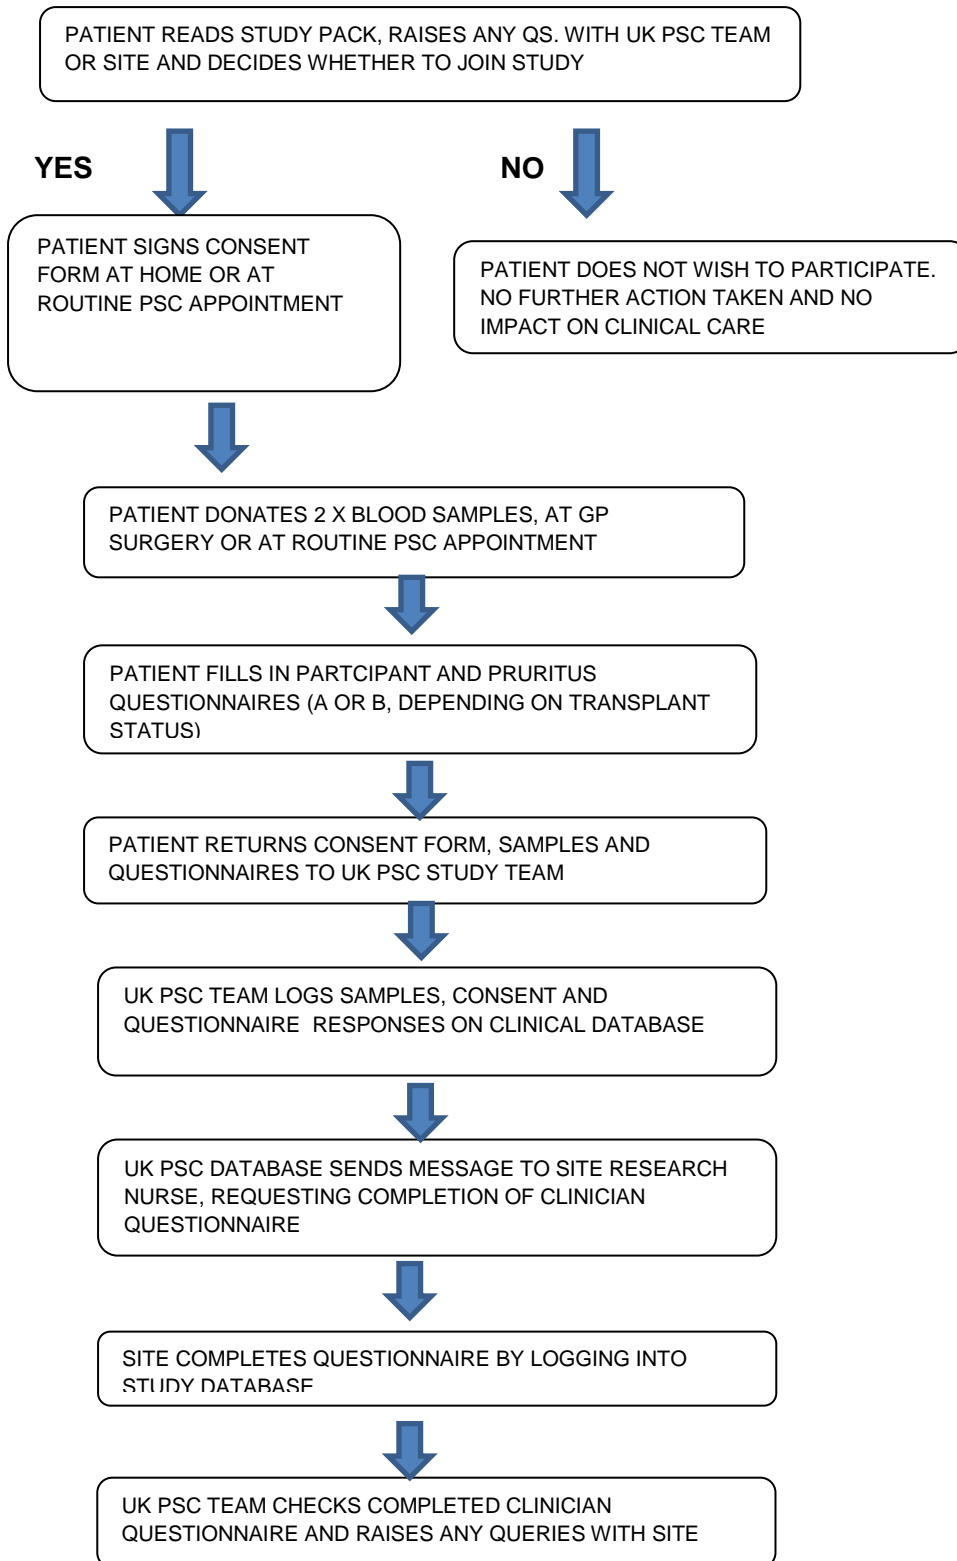 PATIENT READS STUDY PACK, RAISES ANY QS. WITH UK PSC TEAM
OR SITE AND DECIDES WHETHER TO JOIN STUDY
YES
NO
PATIENT SIGNS CONSENT
FORM AT HOME OR AT
ROUTINE PSC APPOINTMENT
PATIENT DOES NOT WISH TO PARTICIPATE.
NO FURTHER ACTION TAKEN AND NO
IMPACT ON CLINICAL CARE
PATIENT DONATES 2 X BLOOD SAMPLES, AT GP
SURGERY OR AT ROUTINE PSC APPOINTMENT
PATIENT FILLS IN PARTCIPANT AND PRURITUS
QUESTIONNAIRES (A OR B, DEPENDING ON TRANSPLANT
STATUS)
PATIENT RETURNS CONSENT FORM, SAMPLES AND
QUESTIONNAIRES TO UK PSC STUDY TEAM
UK PSC TEAM LOGS SAMPLES, CONSENT AND
QUESTIONNAIRE RESPONSES ON CLINICAL DATABASE
UK PSC DATABASE SENDS MESSAGE TO SITE RESEARCH
NURSE, REQUESTING COMPLETION OF CLINICIAN
QUESTIONNAIRE
SITE COMPLETES QUESTIONNAIRE BY LOGGING INTO
STUDY DATABASE
UK PSC TEAM CHECKS COMPLETED CLINICIAN
QUESTIONNAIRE AND RAISES ANY QUERIES WITH SITE